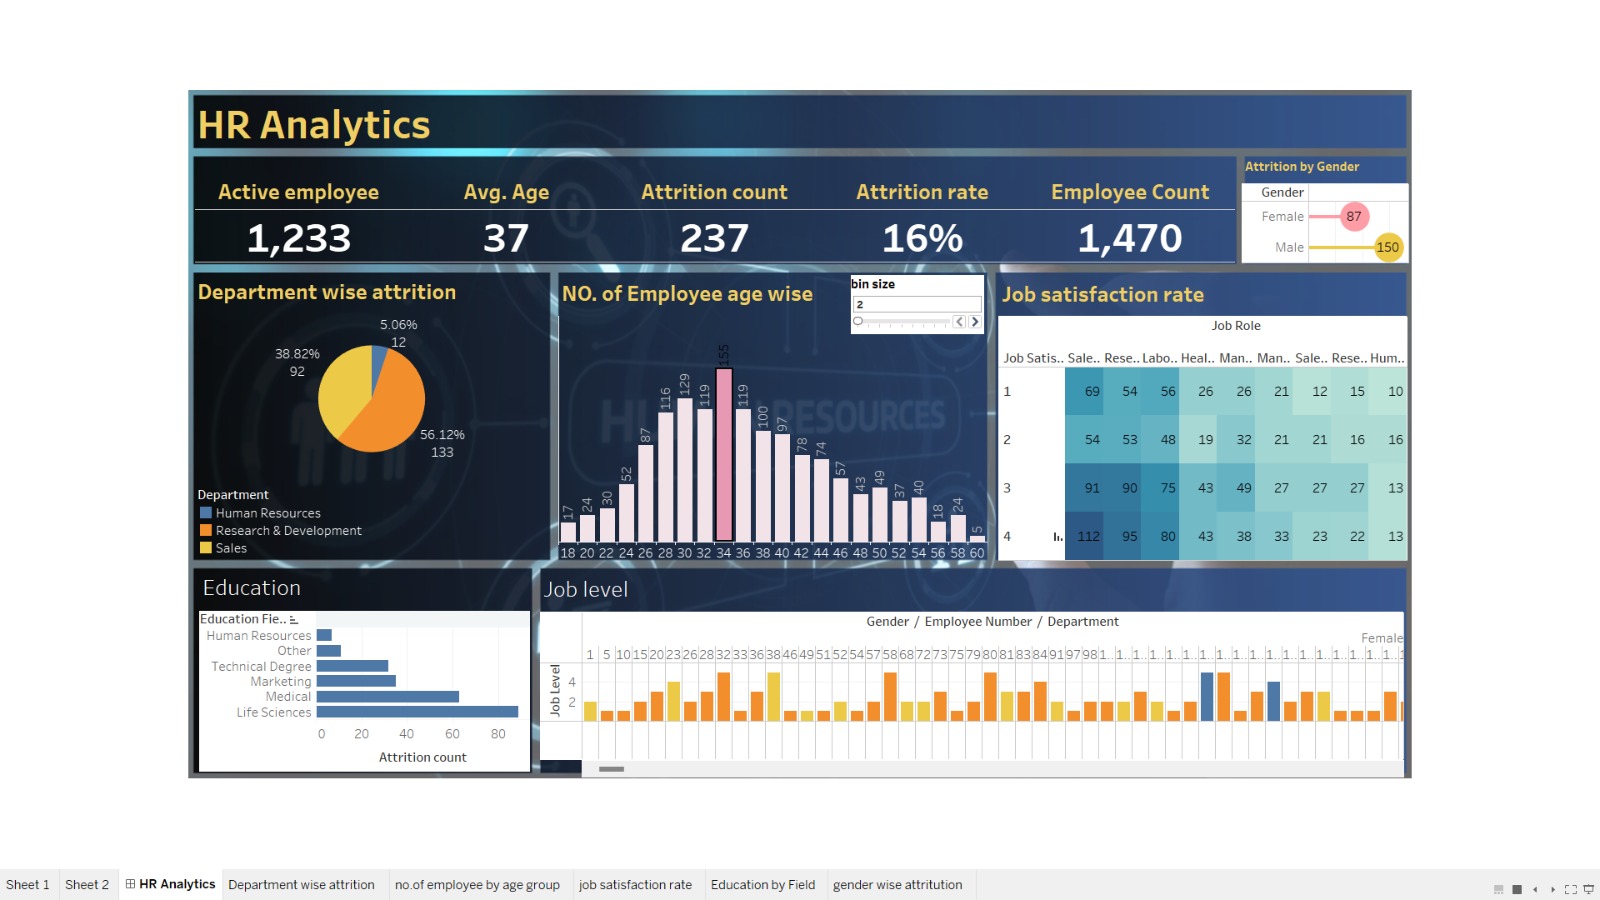 HR Analytics
Active employee Avg. Age Attrition count Attrition rate Employee Count
1,233 37 237 16% 1,470
Attrition by Gender
Gender
Female 87
Male 150
Department wise attrition
5.06%
12
38.82%
92
56.12%
133
Department
Human Resources
Research & Development
Sales
NO. of Employee age wise
bin size
2
17 24 30 52 87 116 129 119 155 119 100 97 78 74 57 43 49 37 40 18 24 5
18 20 22 24 26 28 30 32 34 36 38 40 42 44 46 48 50 52 54 56 58 60
RESOURCES
Job satisfaction rate
Job Role
Job Satis.. Sale.. Rese.. Labo.. Heal.. Man.. Man.. Sale.. Rese.. Hum..
1 69 54 56 26 26 21 12 15 10
2 54 53 48 19 32 21 21 16 16
3 91 90 75 43 49 27 27 27 13
4 112 95 80 43 38 33 23 22 13
Education
Education Fie..
Human Resources
Other
Technical Degree
Marketing
Medical
Life Sciences
0 20 40 60 80
Attrition count
Job level
Gender / Employee Number / Department
Female
1 5 10 15 20 23 26 28 32 33 36 38 46 49 51 52 54 57 58 68 72 73 75 79 80 81 83 84 91 97 98 1.. 1.. 1.. 1.. 1.. 1.. 1.. 1.. 1.. 1.. 1.. 1.. 1.. 1.. 1.. 1.. 1.. 1.. 1
Job Level
4
2
Sheet 1 Sheet 2 HR Analytics Department wise attrition no.of employee by age group job satisfaction rate Education by Field gender wise attritution